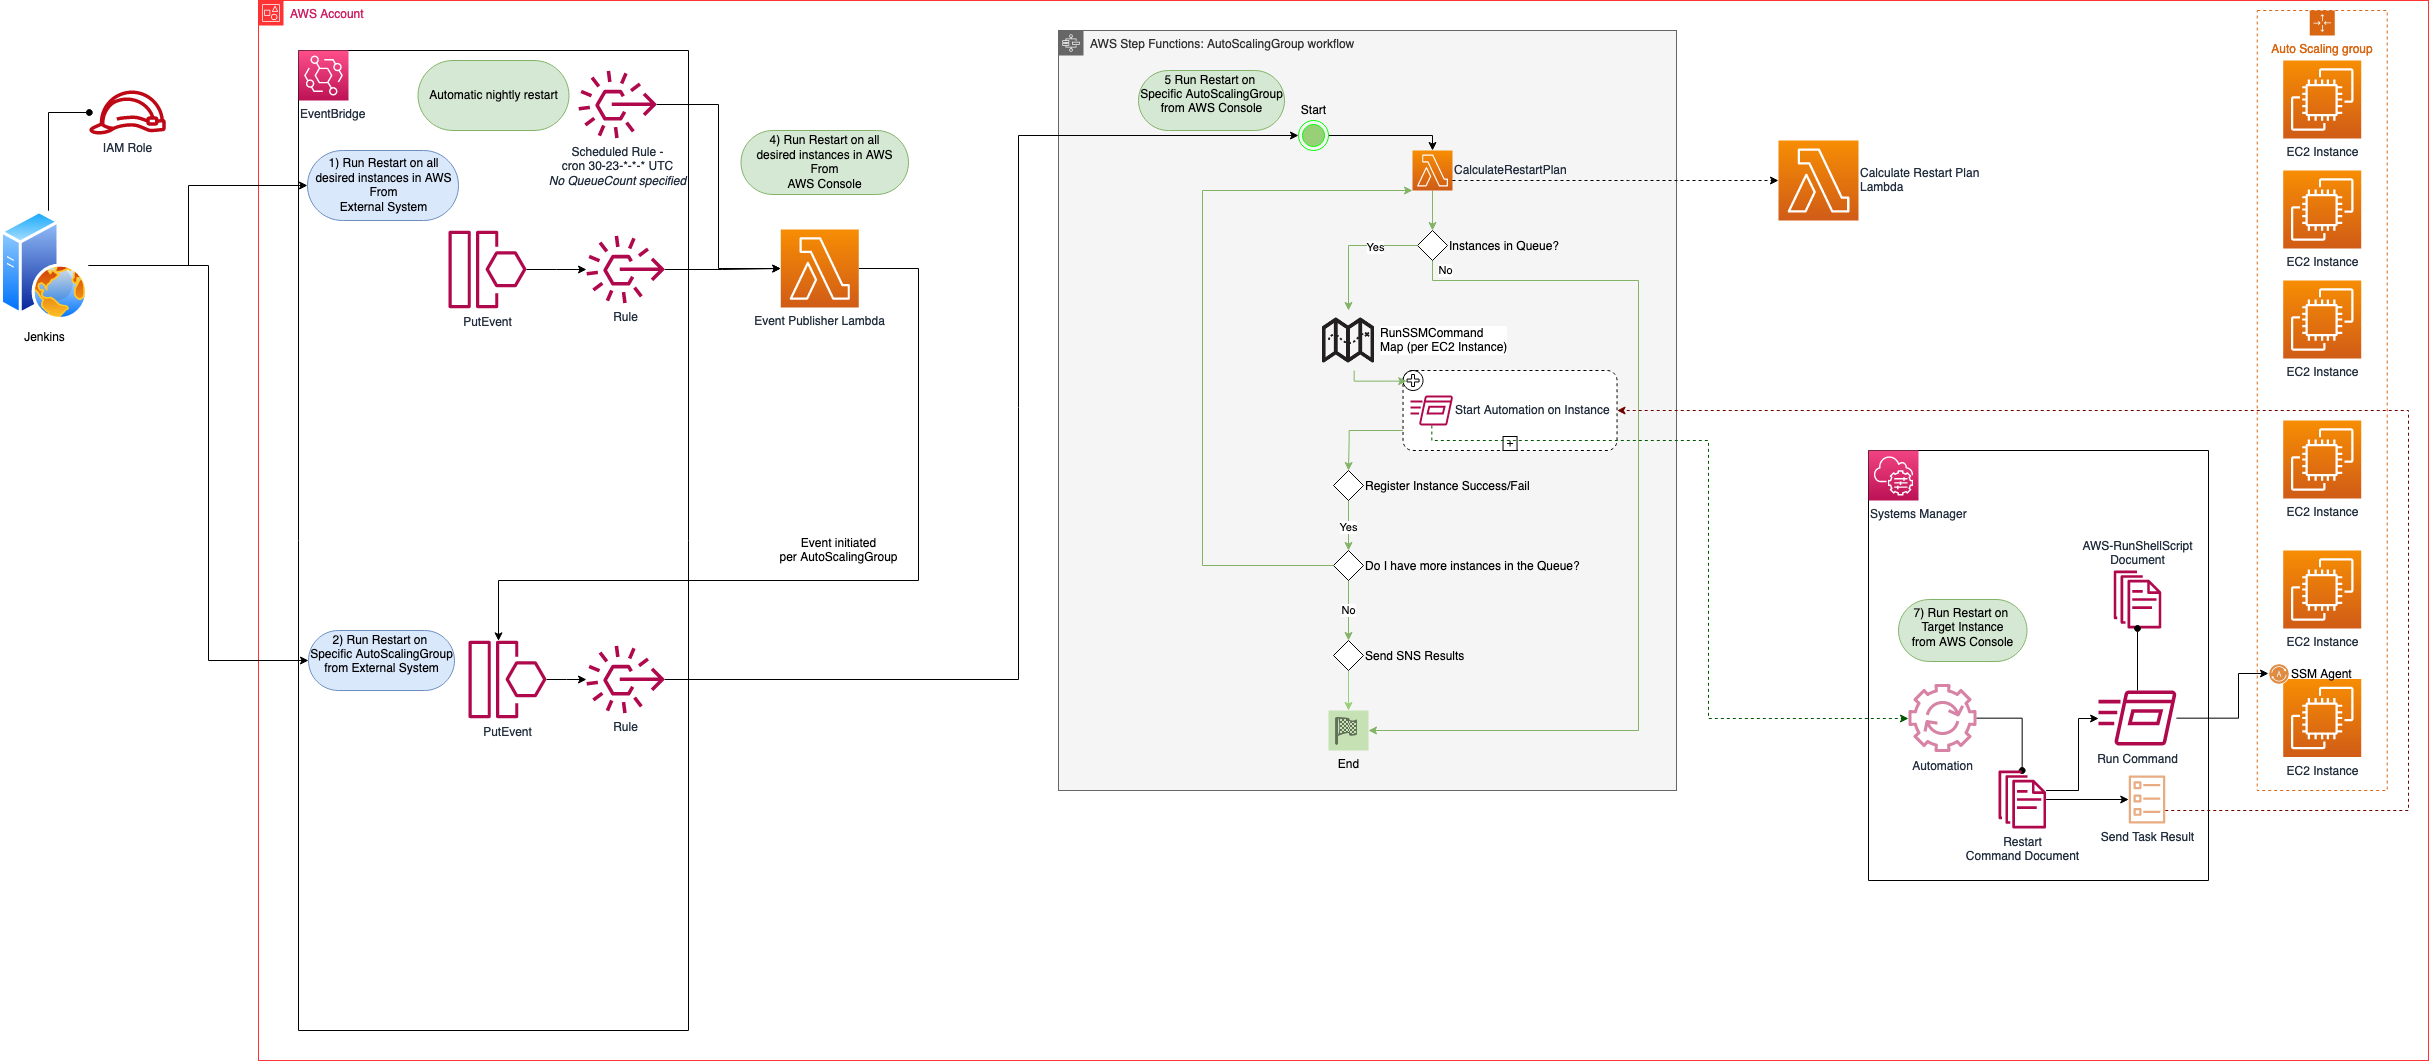 AWS Account
IAM Role
Jenkins
EventBridge
Automatic nightly restart
Scheduled Rule -
cron 30-23-*-*-* UTC
No QueueCount specified
1) Run Restart on all
desired instances in AWS
From
External System
PutEvent
Rule
4) Run Restart on all
desired instances in AWS
From
AWS Console
Event Publisher Lambda
Event initiated
per AutoScalingGroup
2) Run Restart on
Specific AutoScalingGroup
from External System
PutEvent
Rule
AWS Step Functions: AutoScalingGroup workflow
5 Run Restart on
Specific AutoScalingGroup
from AWS Console
Start
CalculateRestartPlan
Calculate Restart Plan
Lambda
Instances in Queue?
Yes
No
RunSSMCommand
Map (per EC2 Instance)
Start Automation on Instance
Register Instance Success/Fail
Yes
Do I have more instances in the Queue?
No
Send SNS Results
End
Systems Manager
AWS-RunShellScript
Document
7) Run Restart on
Target Instance
from AWS Console
Automation
Run Command
Restart
Command Document
Send Task Result
Auto Scaling group
EC2 Instance
EC2 Instance
EC2 Instance
EC2 Instance
EC2 Instance
SSM Agent
EC2 Instance